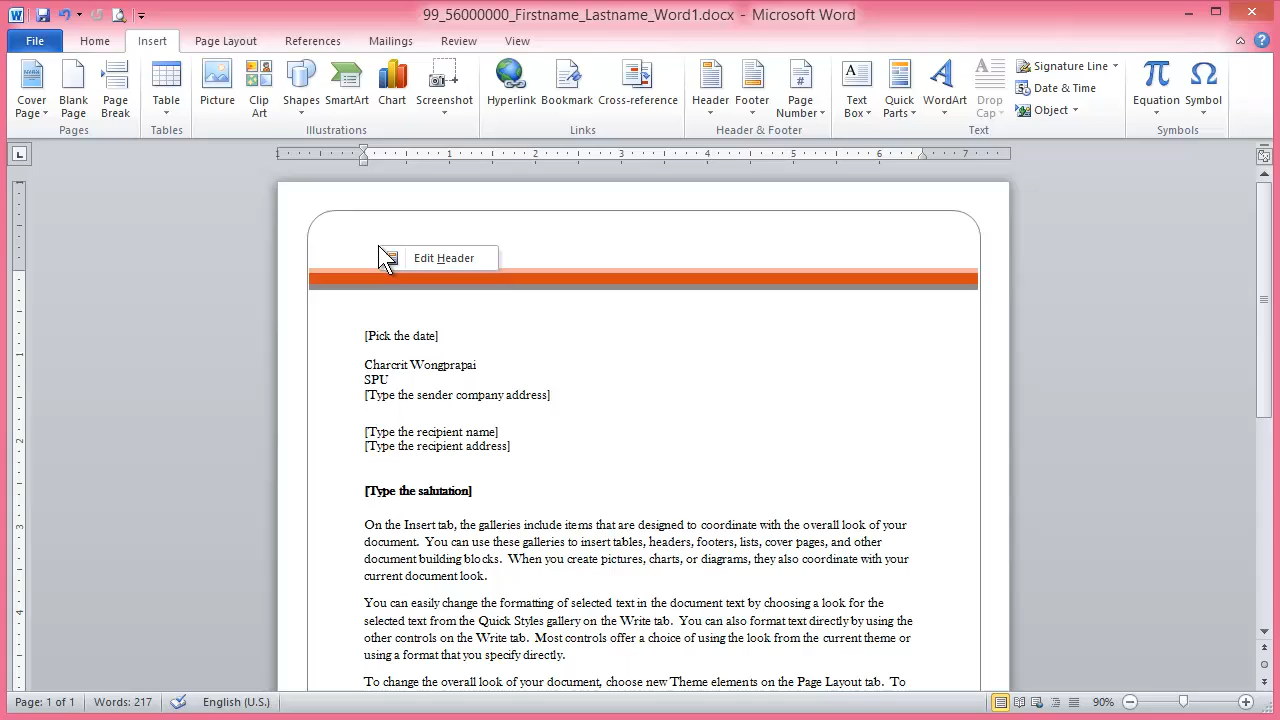 99_56000000_Firstname_Lastname_Word1.docx - Microsoft Word
File Home Insert Page Layout References Mailings Review View
Cover Page Blank Page Page Break Table Picture Clip Art Shapes SmartArt Chart Screenshot Hyperlink Bookmark Cross-reference Header Footer Page Number Text Box Quick Parts WordArt Drop Cap Signature Line Date & Time Object Equation Symbol
Pages Tables Illustrations Links Header & Footer Text Symbols
1 1 2 3 4 5 6 7
Edit Header
[Pick the date]
Charcrit Wongprapai
SPU
[Type the sender company address]
[Type the recipient name]
[Type the recipient address]
[Type the salutation]
On the Insert tab, the galleries include items that are designed to coordinate with the overall look of your
document. You can use these galleries to insert tables, headers, footers, lists, cover pages, and other
document building blocks. When you create pictures, charts, or diagrams, they also coordinate with your
current document look.
You can easily change the formatting of selected text in the document text by choosing a look for the
selected text from the Quick Styles gallery on the Write tab. You can also format text directly by using the
other controls on the Write tab. Most controls offer a choice of using the look from the current theme or
using a format that you specify directly.
To change the overall look of your document, choose new Theme elements on the Page Layout tab. To
Page: 1 of 1 Words: 217 English (U.S.) 90%